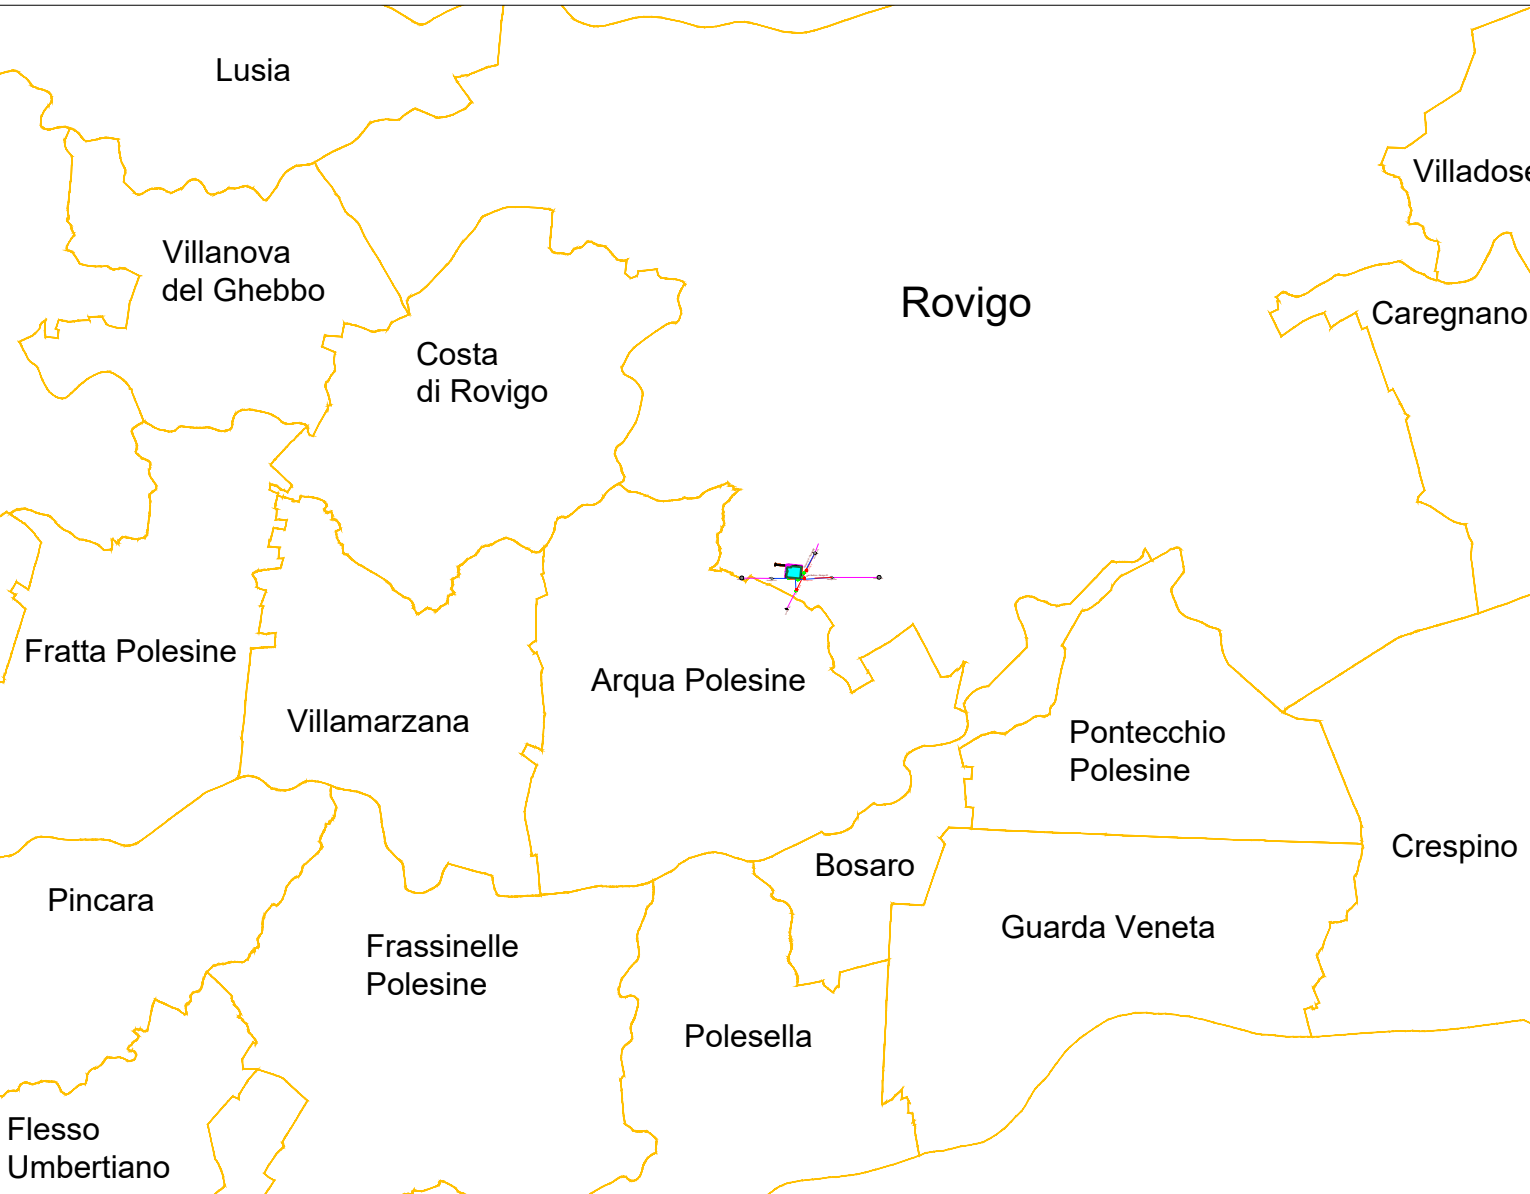 Lusia
Villadose
Villanova
del Ghebbo
Rovigo
Caregnano
Costa
di Rovigo
Fratta Polesine
Arqua Polesine
Villamarzana
Pontecchio
Polesine
Crespino
Bosaro
Pincara
Guarda Veneta
Frassinelle
Polesine
Polesella
Flesso
Umbertiano